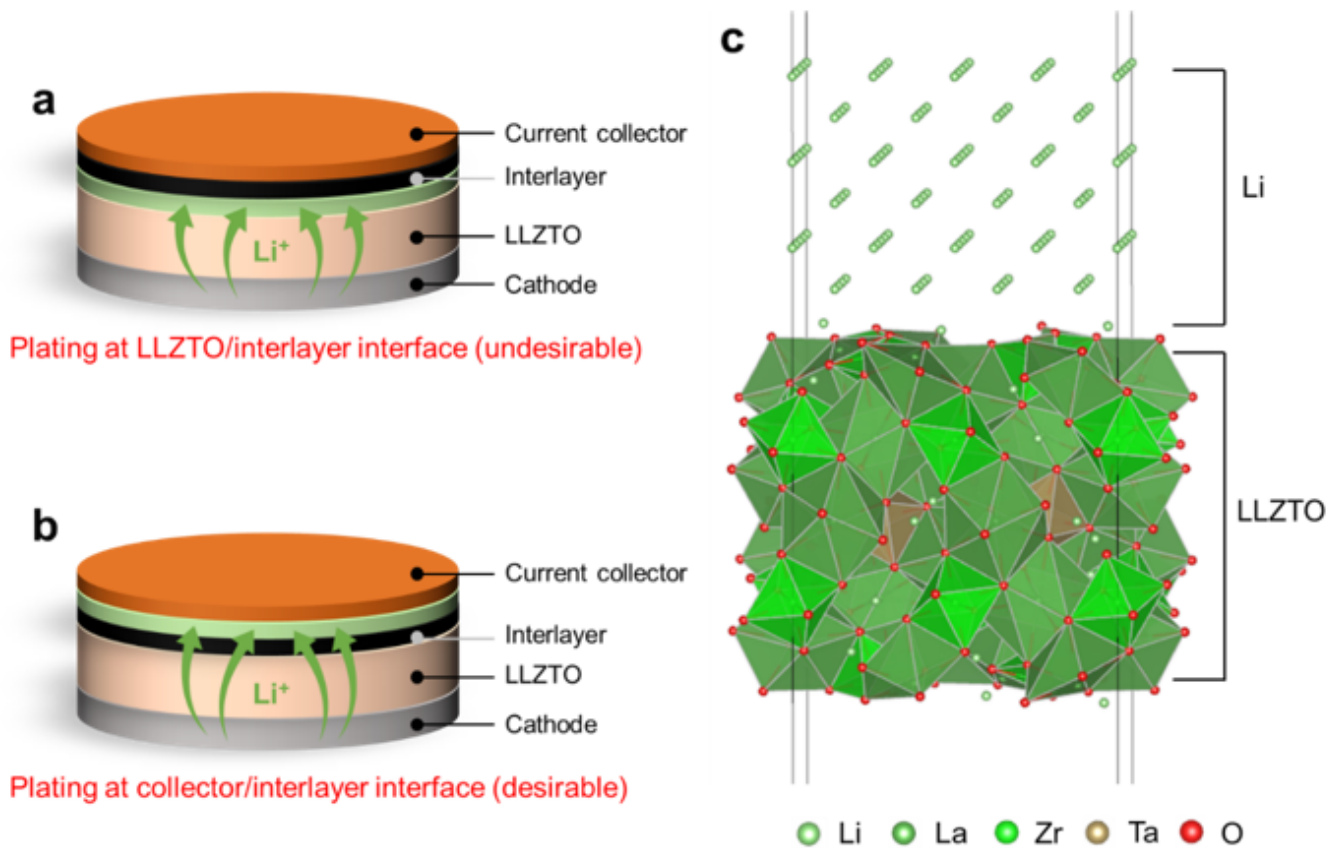 a
Current collector
Interlayer
LLZTO
Li⁺
Cathode
Plating at LLZTO/interlayer interface (undesirable)
b
Current collector
Interlayer
LLZTO
Li⁺
Cathode
Plating at collector/interlayer interface (desirable)
c
Li
LLZTO
Li La Zr Ta O